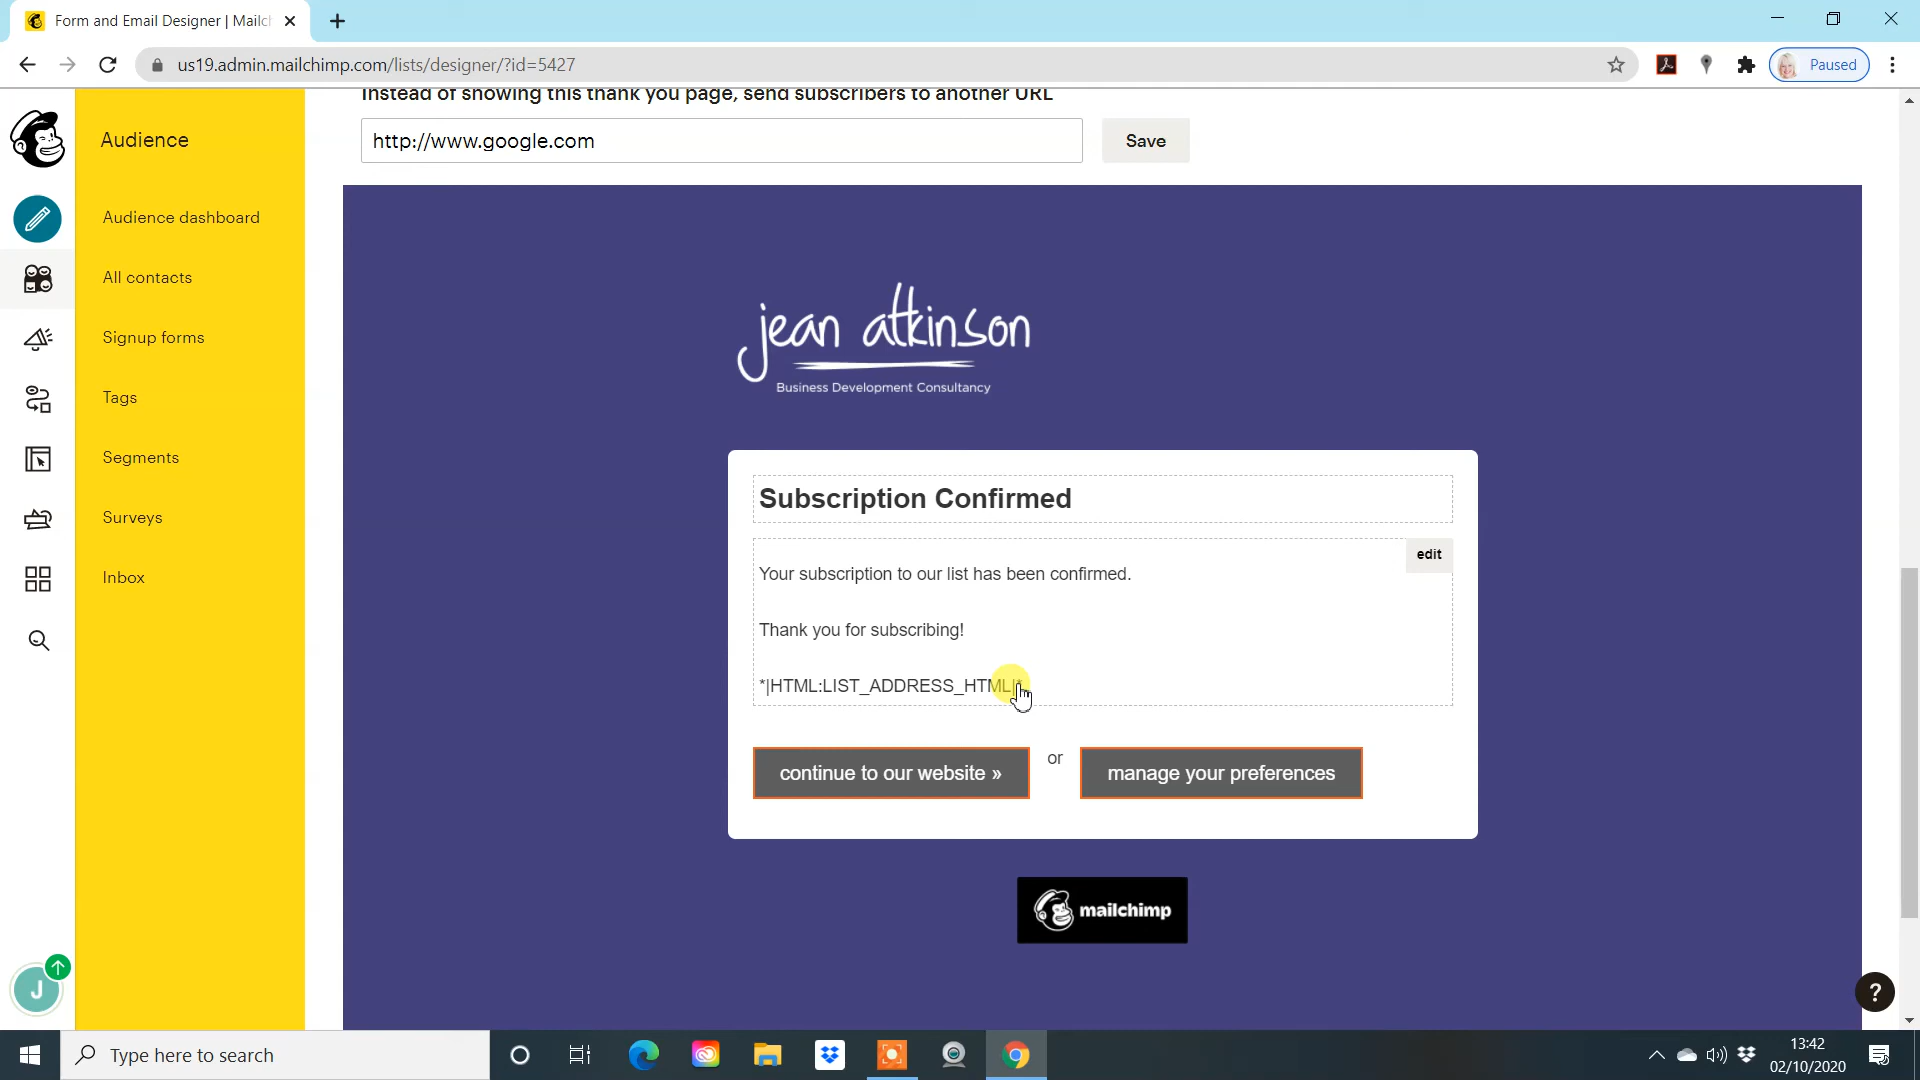 Form and Email Designer | Mailch
us19.admin.mailchimp.com/lists/designer/?id=5427
Paused
Instead of showing this thank you page, send subscribers to another URL
http://www.google.com
Save
Audience
Audience dashboard
All contacts
Signup forms
Tags
Segments
Surveys
Inbox
J
jean atkinson
Business Development Consultancy
Subscription Confirmed
edit
Your subscription to our list has been confirmed.
Thank you for subscribing!
*|HTML:LIST_ADDRESS_HTML|*
continue to our website »
or
manage your preferences
mailchimp
?
Type here to search
13:42
02/10/2020